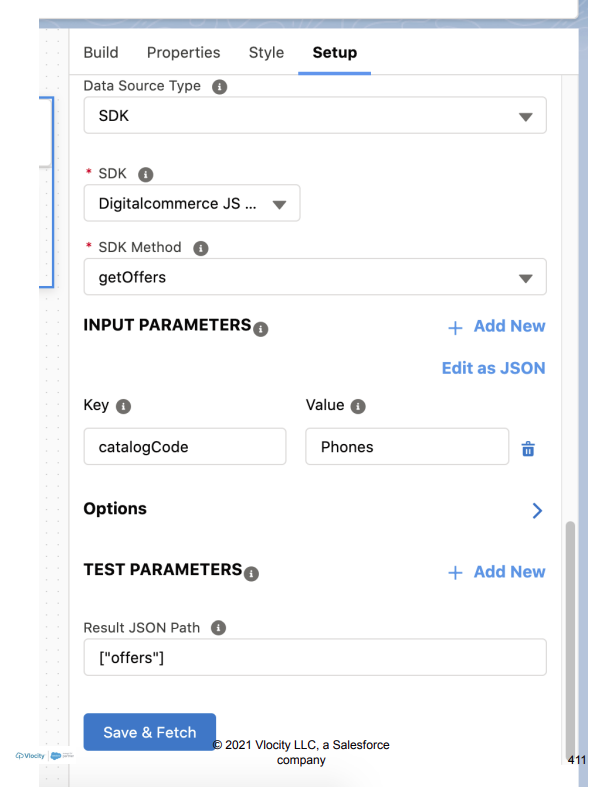 Build Properties Style Setup
Data Source Type
SDK
* SDK
Digitalcommerce JS ...
* SDK Method
getOffers
INPUT PARAMETERS
+ Add New
Edit as JSON
Key Value
catalogCode Phones
Options
TEST PARAMETERS
+ Add New
Result JSON Path
["offers"]
Save & Fetch
© 2021 Vlocity LLC, a Salesforce
company
Vlocity
411